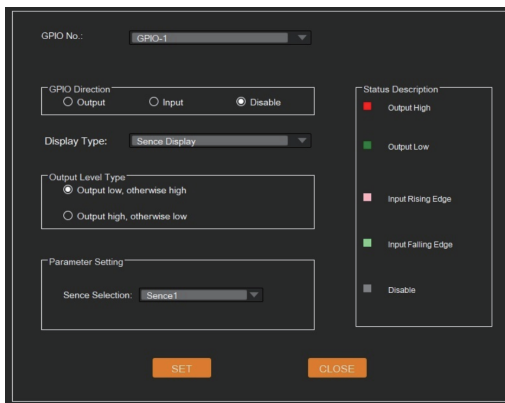 GPIO No.:
GPIO-1
GPIO Direction
Output
Input
Disable
Display Type:
Sence Display
Output Level Type
Output low, otherwise high
Output high, otherwise low
Parameter Setting
Sence Selection:
Sence1
Status Description
Output High
Output Low
Input Rising Edge
Input Falling Edge
Disable
SET
CLOSE